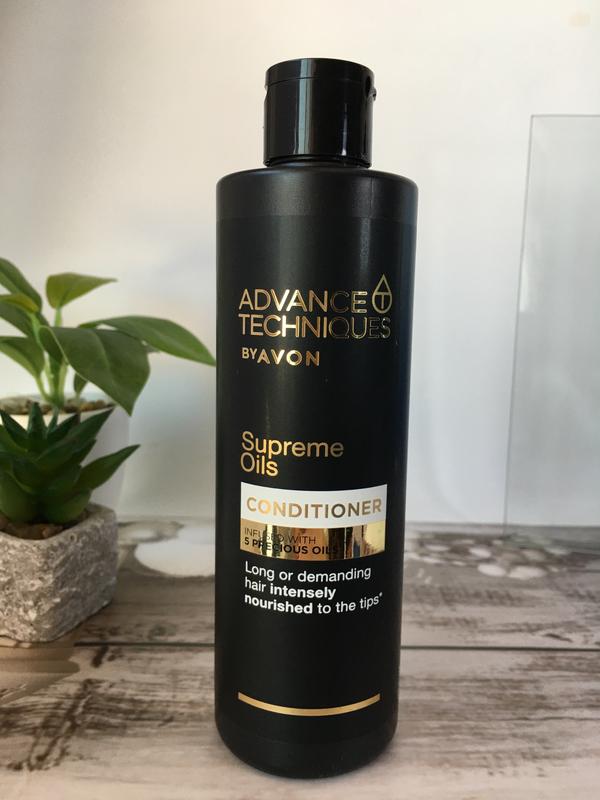 ADVANCE T
TECHNIQUES
BY AVON
Supreme
Oils
CONDITIONER
INFUSED WITH
5 PRECIOUS OILS
Long or demanding
hair intensely
nourished to the tips*